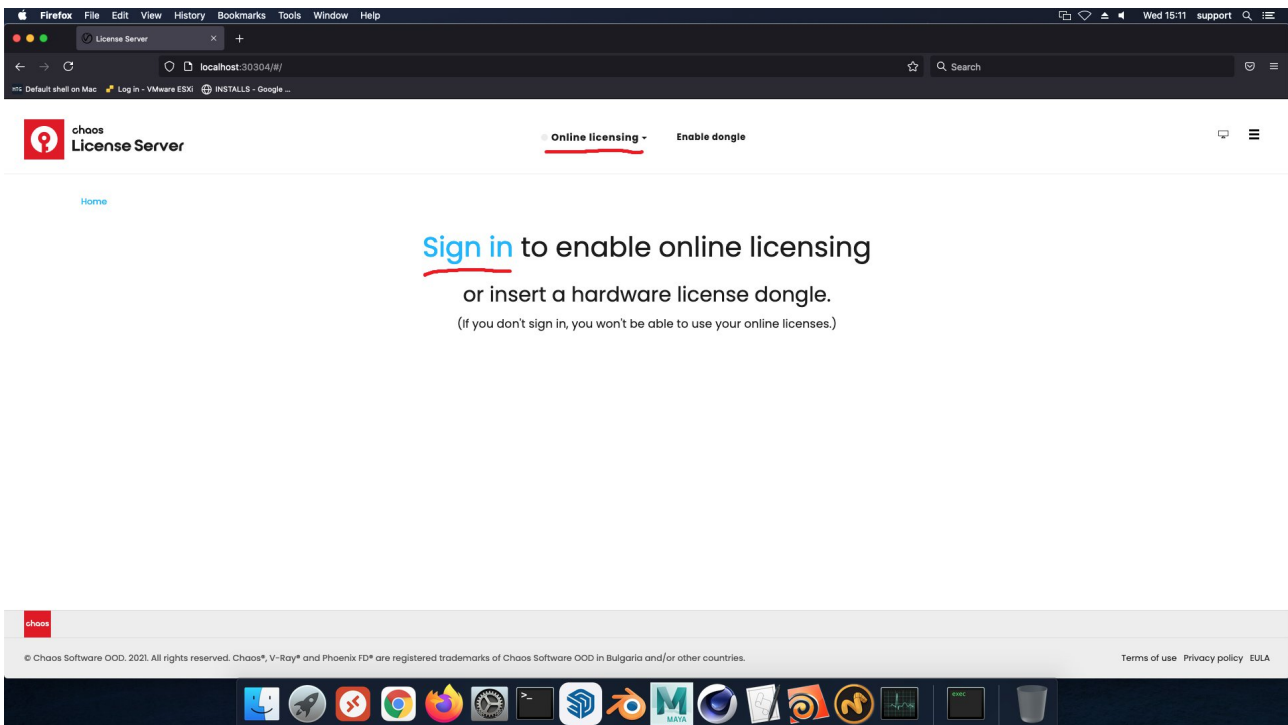 Firefox File Edit View History Bookmarks Tools Window Help Wed 15:11 support
License Server
localhost:30304/#/ Search
Default shell on Mac Log in - VMware ESXi INSTALLS - Google ...
chaos
License Server
Online licensing Enable dongle
Home
Sign in to enable online licensing
or insert a hardware license dongle.
(If you don't sign in, you won't be able to use your online licenses.)
chaos
© Chaos Software OOD. 2021. All rights reserved. Chaos®, V-Ray® and Phoenix FD® are registered trademarks of Chaos Software OOD in Bulgaria and/or other countries. Terms of use Privacy policy EULA
MAYA exec